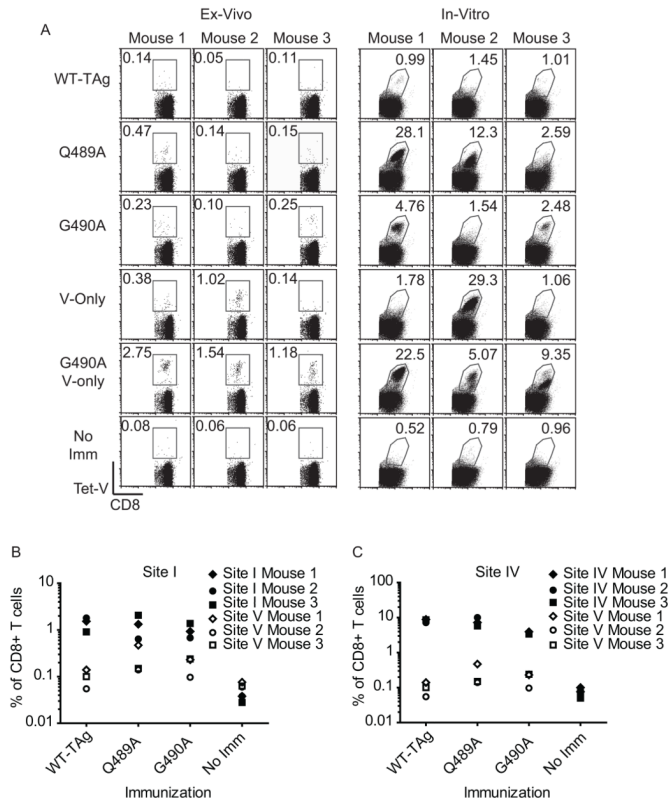 A
Ex-Vivo
In-Vitro
Mouse 1 Mouse 2 Mouse 3
Mouse 1 Mouse 2 Mouse 3
WT-TAg
0.14 0.05 0.11 0.99 1.45 1.01
Q489A
0.47 0.14 0.15 28.1 12.3 2.59
G490A
0.23 0.10 0.25 4.76 1.54 2.48
V-Only
0.38 1.02 0.14 1.78 29.3 1.06
G490A
V-only
2.75 1.54 1.18 22.5 5.07 9.35
No
Imm
0.08 0.06 0.06 0.52 0.79 0.96
Tet-V
CD8
B
Site I
Site I Mouse 1
Site I Mouse 2
Site I Mouse 3
Site V Mouse 1
Site V Mouse 2
Site V Mouse 3
% of CD8+ T cells
10
1
0.1
0.01
WT-TAg
Q489A
G490A
No Imm
Immunization
C
Site IV
Site IV Mouse 1
Site IV Mouse 2
Site IV Mouse 3
Site V Mouse 1
Site V Mouse 2
Site V Mouse 3
% of CD8+ T cells
100
10
1
0.1
0.01
WT-TAg
Q489A
G490A
No Imm
Immunization